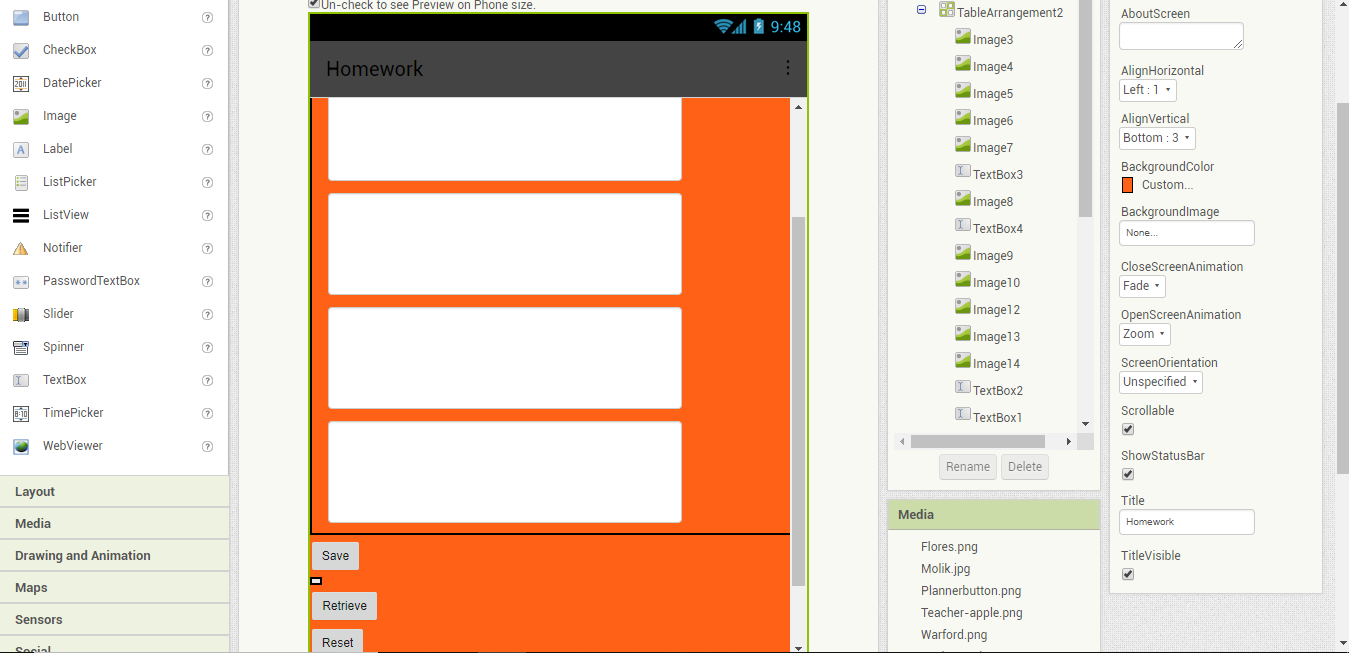 Button
CheckBox
DatePicker
Image
Label
ListPicker
ListView
Notifier
PasswordTextBox
Slider
Spinner
TextBox
TimePicker
WebViewer
Layout
Media
Drawing and Animation
Maps
Sensors
Social
Un-check to see Preview on Phone size.
9:48
Homework
Save
Retrieve
Reset
TableArrangement2
Image3
Image4
Image5
Image6
Image7
TextBox3
Image8
TextBox4
Image9
Image10
Image12
Image13
Image14
TextBox2
TextBox1
Rename Delete
Media
Flores.png
Molik.jpg
Plannerbutton.png
Teacher-apple.png
Warford.png
AboutScreen
AlignHorizontal
Left : 1
AlignVertical
Bottom : 3
BackgroundColor
Custom...
BackgroundImage
None...
CloseScreenAnimation
Fade
OpenScreenAnimation
Zoom
ScreenOrientation
Unspecified
Scrollable
ShowStatusBar
Title
Homework
TitleVisible